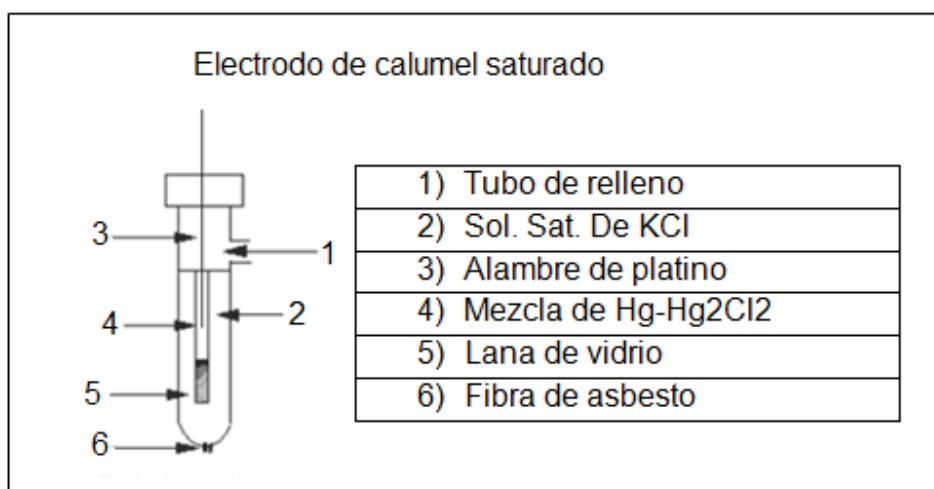 Electrodo de calumel saturado
3
1
2
4
5
6
1) Tubo de relleno
2) Sol. Sat. De KCl
3) Alambre de platino
4) Mezcla de Hg-Hg2Cl2
5) Lana de vidrio
6) Fibra de asbesto